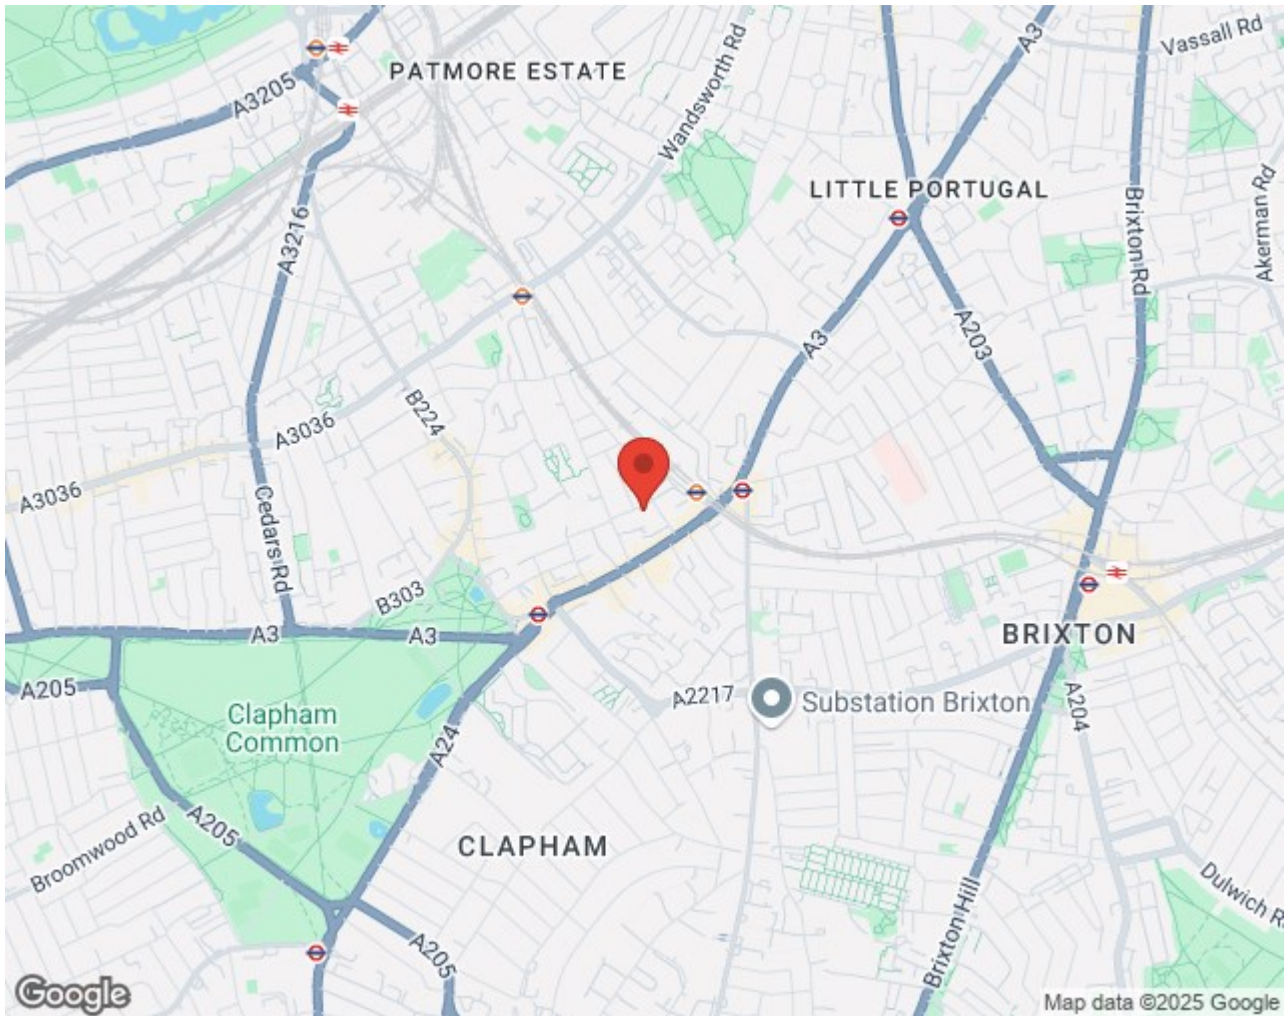 Vassall Rd
A3
PATMORE ESTATE
Wandsworth Rd
A3205
LITTLE PORTUGAL
Akerman Rd
Brixton Rd
A3216
A203
A3
B224
A3036
A3036
Cedars Rd
B303
A3
A3
BRIXTON
A205
A2217
Substation Brixton
A204
Clapham
Common
A24
Broomwood Rd
A205
CLAPHAM
Dulwich R
Brixton Hill
A205
Google
Map data ©2025 Google